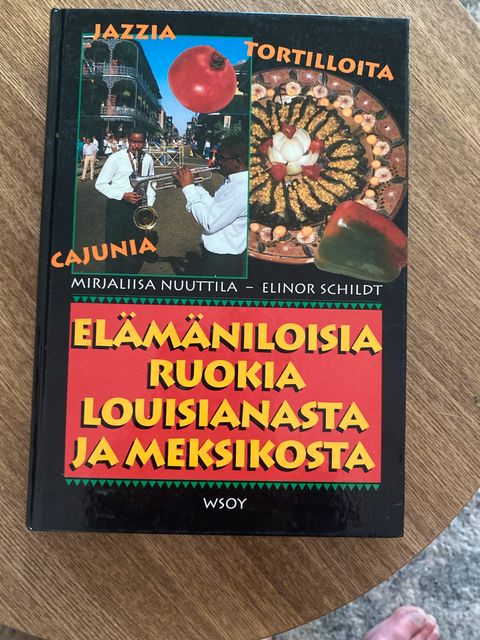 JAZZIA
TORTILLOITA
CAJUNIA
MIRJALIISA NUUTTILA – ELINOR SCHILDT
ELÄMÄNILOISIA
RUOKIA
LOUISIANASTA
JA MEKSIKOSTA
WSOY